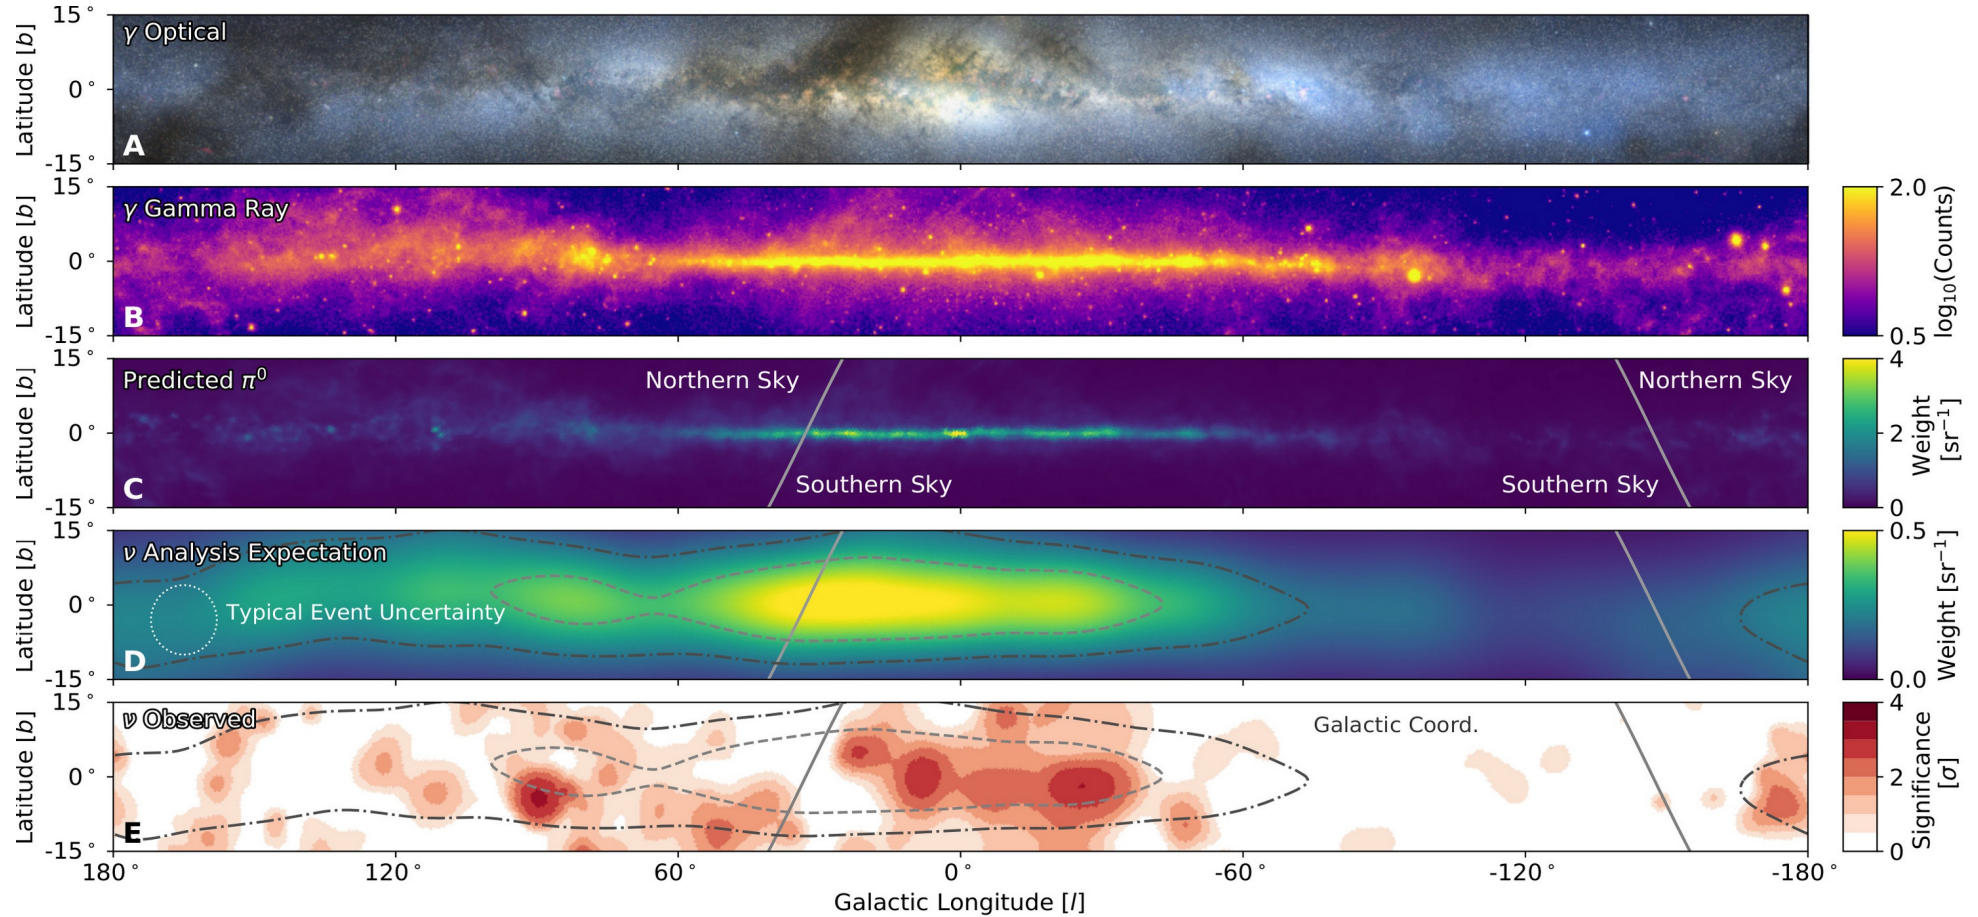 15°
γ Optical
Latitude [b]
0°
A
-15°
15°
γ Gamma Ray
Latitude [b]
0°
B
-15°
2.0
log₁₀(Counts)
0.5
15°
Predicted π⁰
Northern Sky
Northern Sky
Latitude [b]
0°
Southern Sky
Southern Sky
C
-15°
4
2
0
Weight
[sr⁻¹]
15°
ν Analysis Expectation
Latitude [b]
0°
Typical Event Uncertainty
D
-15°
0.5
0.0
Weight [sr⁻¹]
15°
ν Observed
Galactic Coord.
Latitude [b]
0°
E
-15°
4
2
0
Significance
[σ]
180° 120° 60° 0° -60° -120° -180°
Galactic Longitude [l]